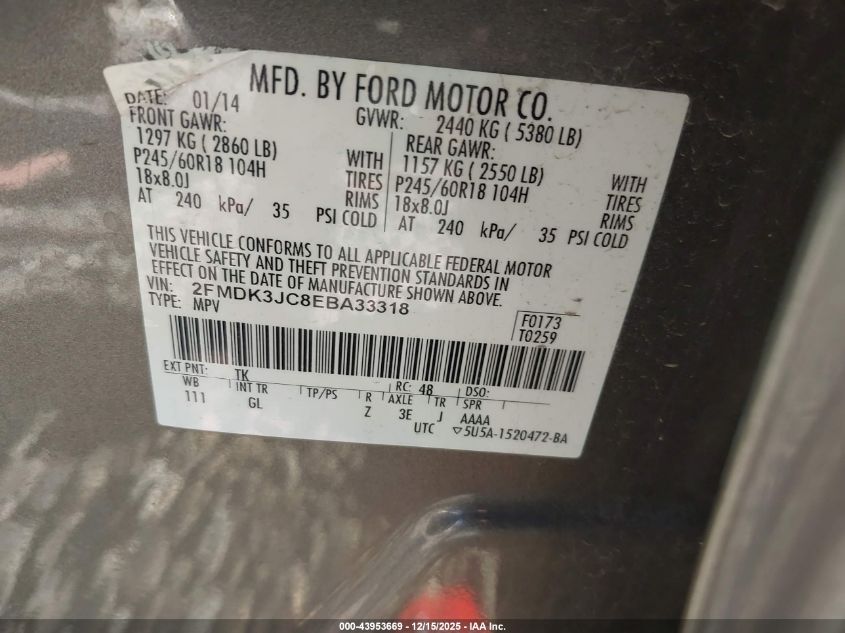 MFD. BY FORD MOTOR CO.
DATE: 01/14 GVWR: 2440 KG ( 5380 LB)
FRONT GAWR: REAR GAWR:
1297 KG ( 2860 LB) WITH 1157 KG ( 2550 LB) WITH
P245/60R18 104H TIRES P245/60R18 104H TIRES
18x8.0J RIMS 18x8.0J RIMS
AT 240 kPa/ 35 PSI COLD AT 240 kPa/ 35 PSI COLD
THIS VEHICLE CONFORMS TO ALL APPLICABLE FEDERAL MOTOR
VEHICLE SAFETY AND THEFT PREVENTION STANDARDS IN
EFFECT ON THE DATE OF MANUFACTURE SHOWN ABOVE.
VIN: 2FMDK3JC8EBA33318
TYPE: MPV
F0173
T0259
EXT PNT: TK RC: 48 DSO:
WB INT TR TP/PS R AXLE TR SPR
111 GL Z 3E J AAAA
UTC ▽5U5A-1520472-BA
000-43953669 - 12/15/2025 - IAA Inc.